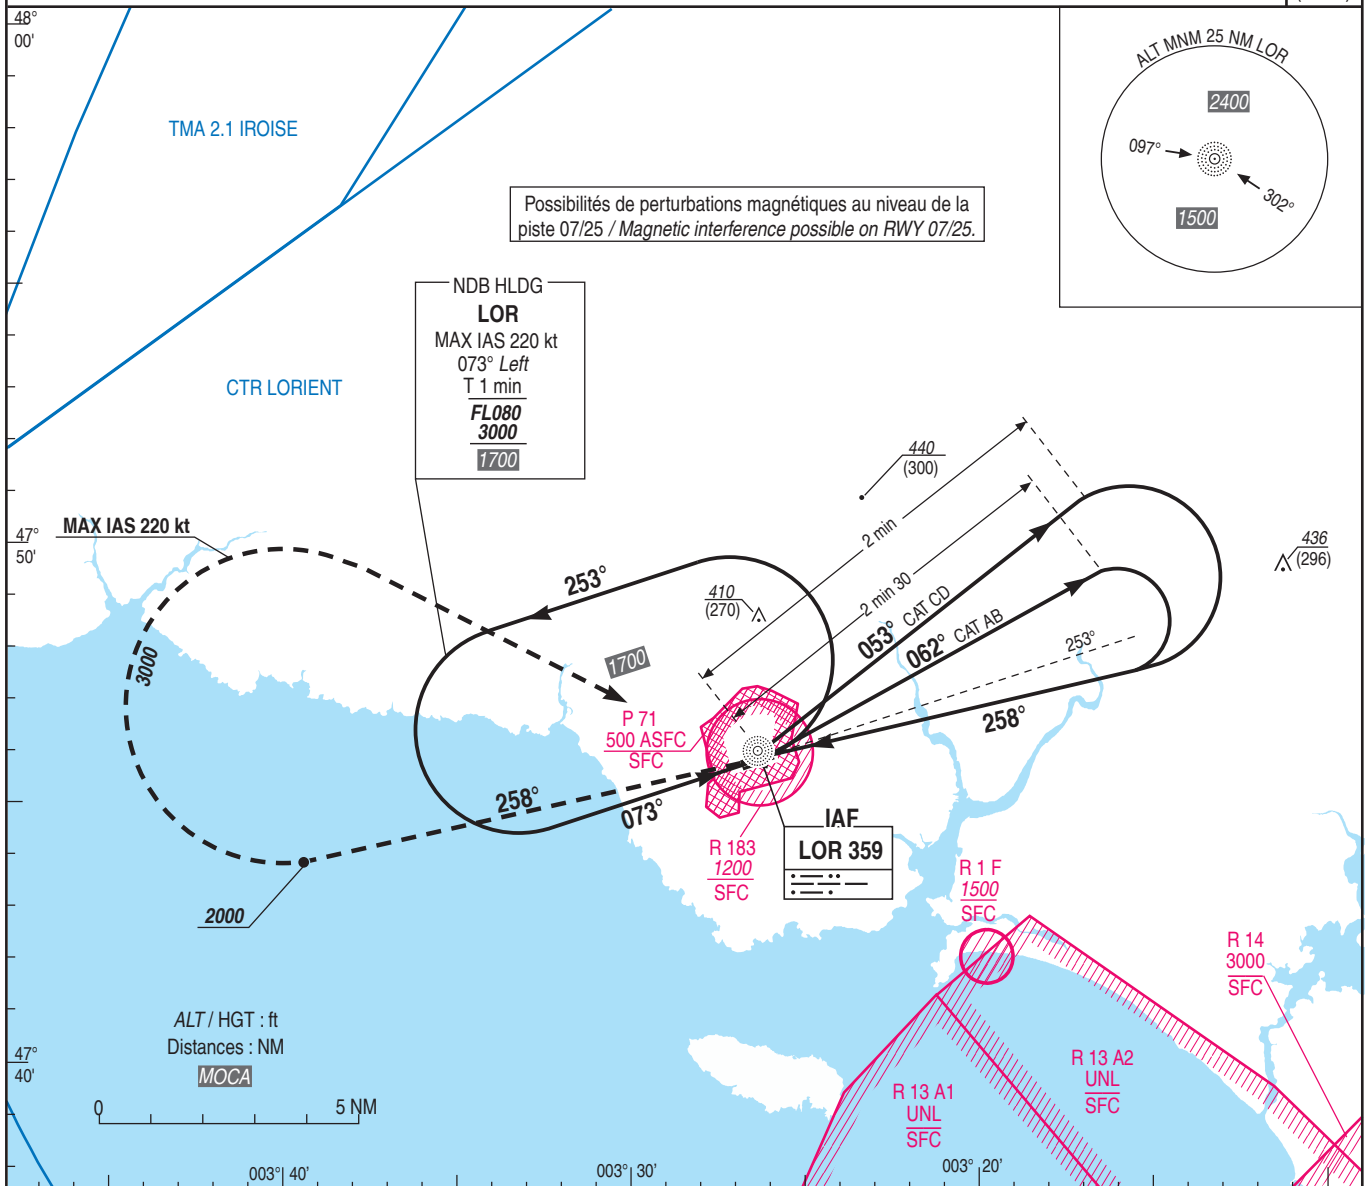 48°
00'
ALT MNM 25 NM LOR
2400
097°
302°
1500
TMA 2.1 IROISE
Possibilités de perturbations magnétiques au niveau de la
piste 07/25 / Magnetic interference possible on RWY 07/25.
NDB HLDG
LOR
MAX IAS 220 kt
073° Left
T 1 min
FL080
3000
1700
CTR LORIENT
440
(300)
2 min
MAX IAS 220 kt
47°
50'
436
(296)
253°
410
(270)
2 min 30
053° CAT CD
062° CAT AB
253°
3000
1700
P 71
500 ASFC
SFC
258°
258°
073°
IAF
LOR 359
R 183
1200
SFC
R 1 F
1500
SFC
2000
R 14
3000
SFC
ALT / HGT : ft
Distances : NM
MOCA
47°
40'
R 13 A2
UNL
SFC
R 13 A1
UNL
SFC
0
5 NM
003° 40'
003° 30'
003° 20'